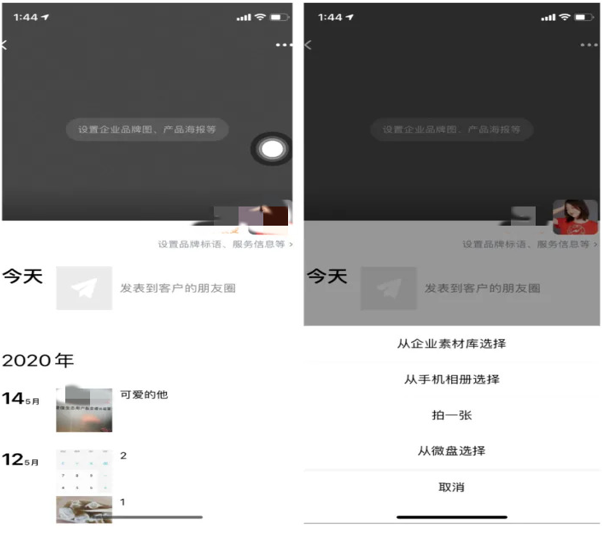 1:44
设置企业品牌图、产品海报等
设置品牌标语、服务信息等 ›
今天
发表到客户的朋友圈
2020 年
14 5月
可爱的他
12 5月
2
1
1:44
设置企业品牌图、产品海报等
设置品牌标语、服务信息等 ›
今天
发表到客户的朋友圈
从企业素材库选择
从手机相册选择
拍一张
从微盘选择
取消